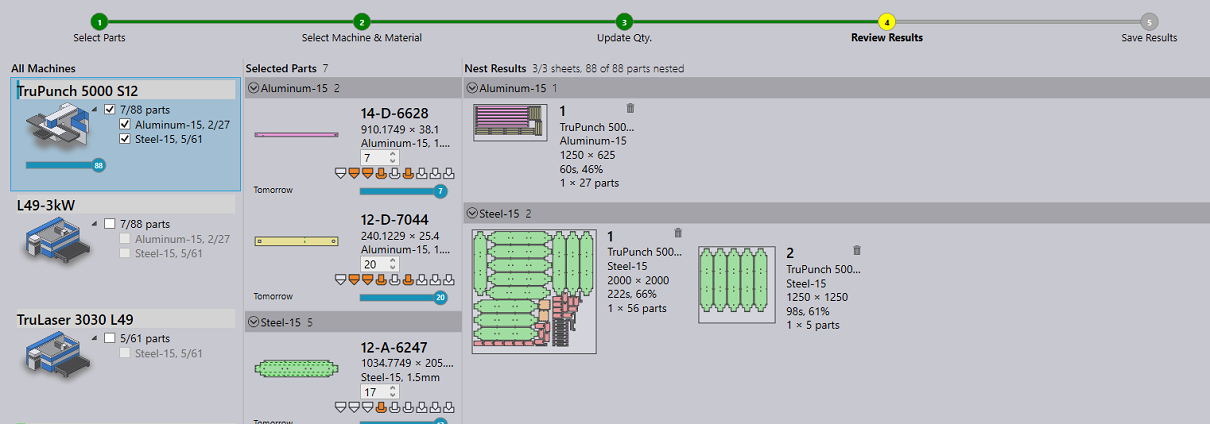 1 2 3 4 5
Select Parts Select Machine & Material Update Qty. Review Results Save Results
All Machines
TruPunch 5000 S12
7/88 parts
Aluminum-15, 2/27
Steel-15, 5/61
88
L49-3kW
7/88 parts
Aluminum-15, 2/27
Steel-15, 5/61
TruLaser 3030 L49
5/61 parts
Steel-15, 5/61
Selected Parts 7
Aluminum-15 2
14-D-6628
910.1749 × 38.1
Aluminum-15, 1....
7
Tomorrow 7
12-D-7044
240.1229 × 25.4
Aluminum-15, 1....
20
Tomorrow 20
Steel-15 5
12-A-6247
1034.7749 × 205....
Steel-15, 1.5mm
17
Tomorrow
Nest Results 3/3 sheets, 88 of 88 parts nested
Aluminum-15 1
1
TruPunch 500...
Aluminum-15
1250 × 625
60s, 46%
1 × 27 parts
Steel-15 2
1
TruPunch 500...
Steel-15
2000 × 2000
222s, 66%
1 × 56 parts
2
TruPunch 500...
Steel-15
1250 × 1250
98s, 61%
1 × 5 parts